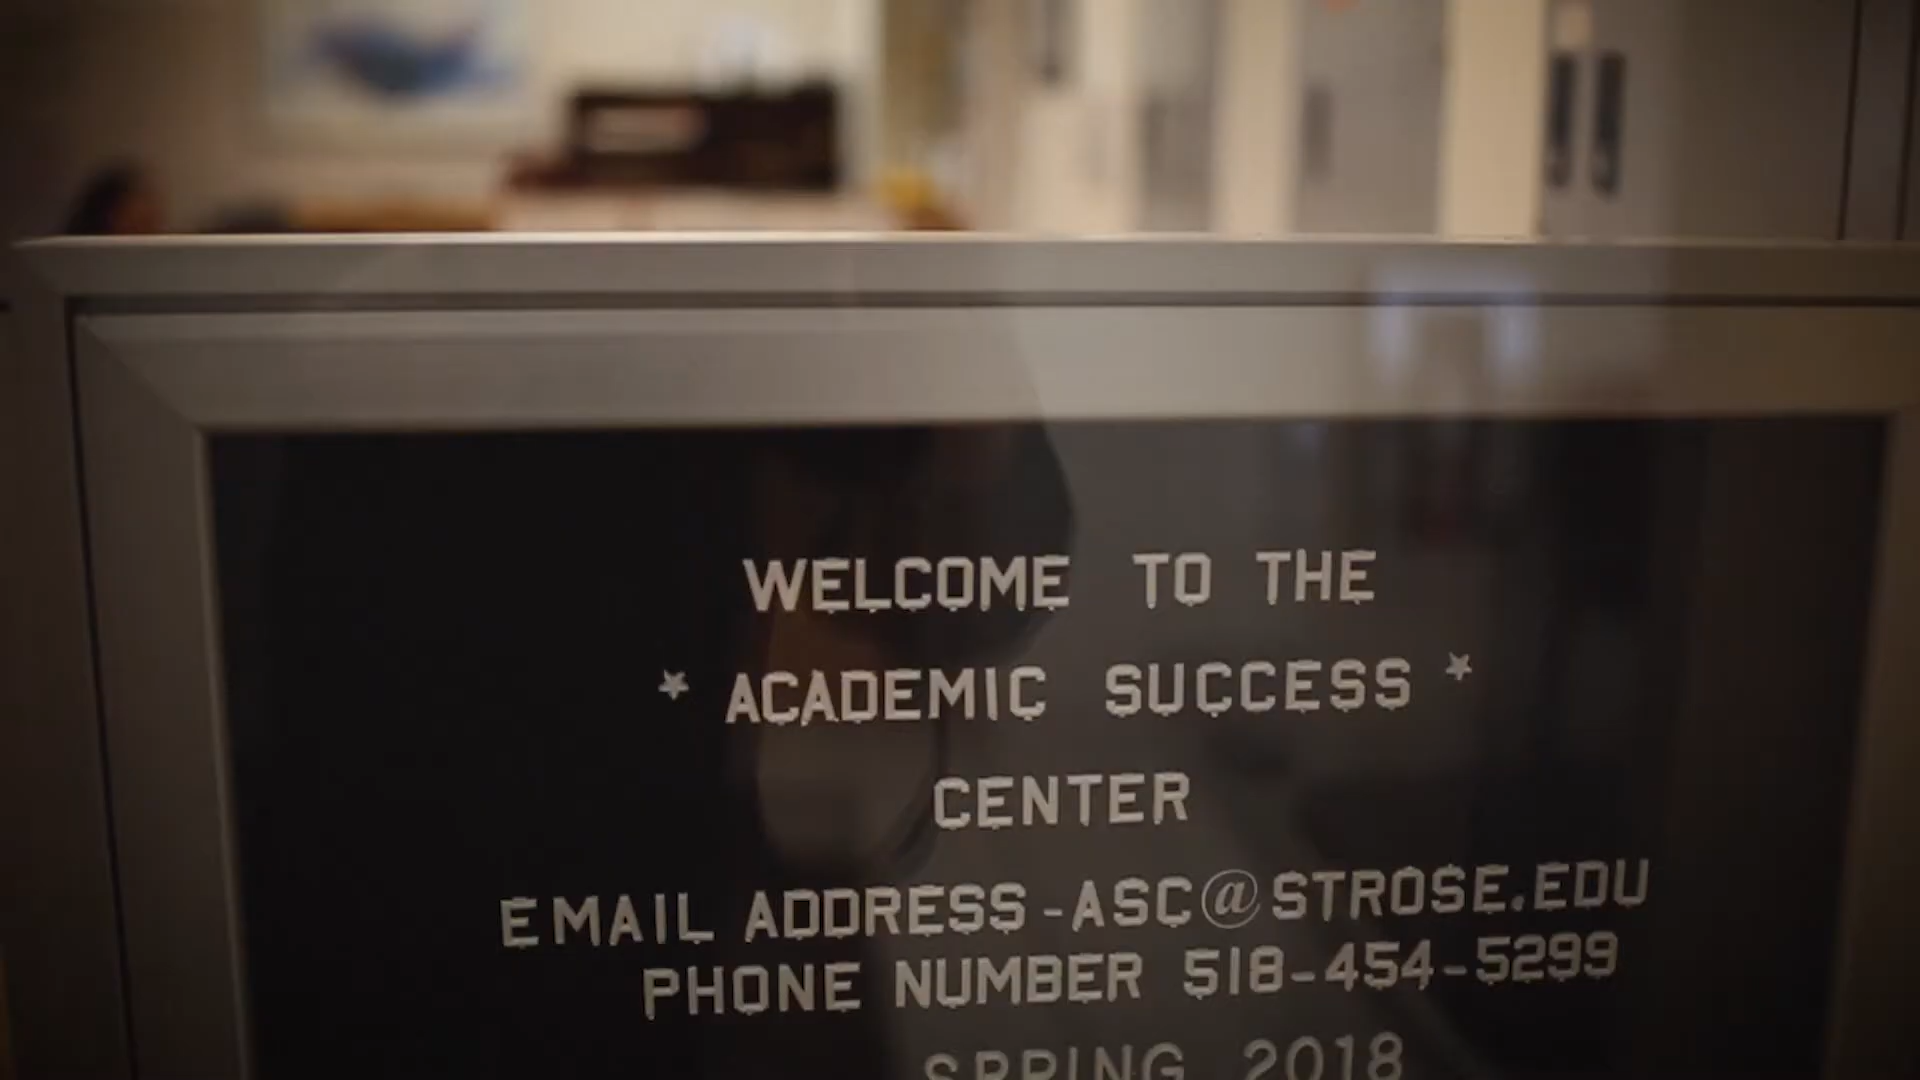 WELCOME TO THE
* ACADEMIC SUCCESS *
CENTER
EMAIL ADDRESS-ASC@STROSE.EDU
PHONE NUMBER 518-454-5299
SPRING 2018